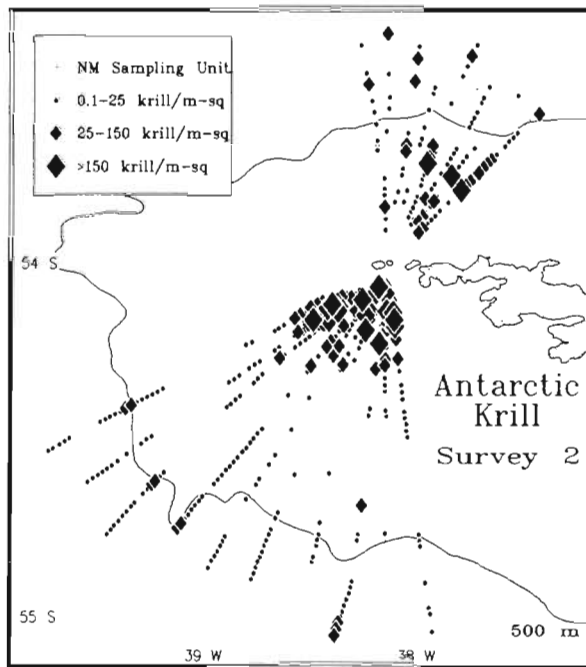 NM Sampling Unit
0.1-25 krill/m-sq
25-150 krill/m-sq
>150 krill/m-sq
54 S
Antarctic
Krill
Survey 2
55 S
500 m
39 W
38 W